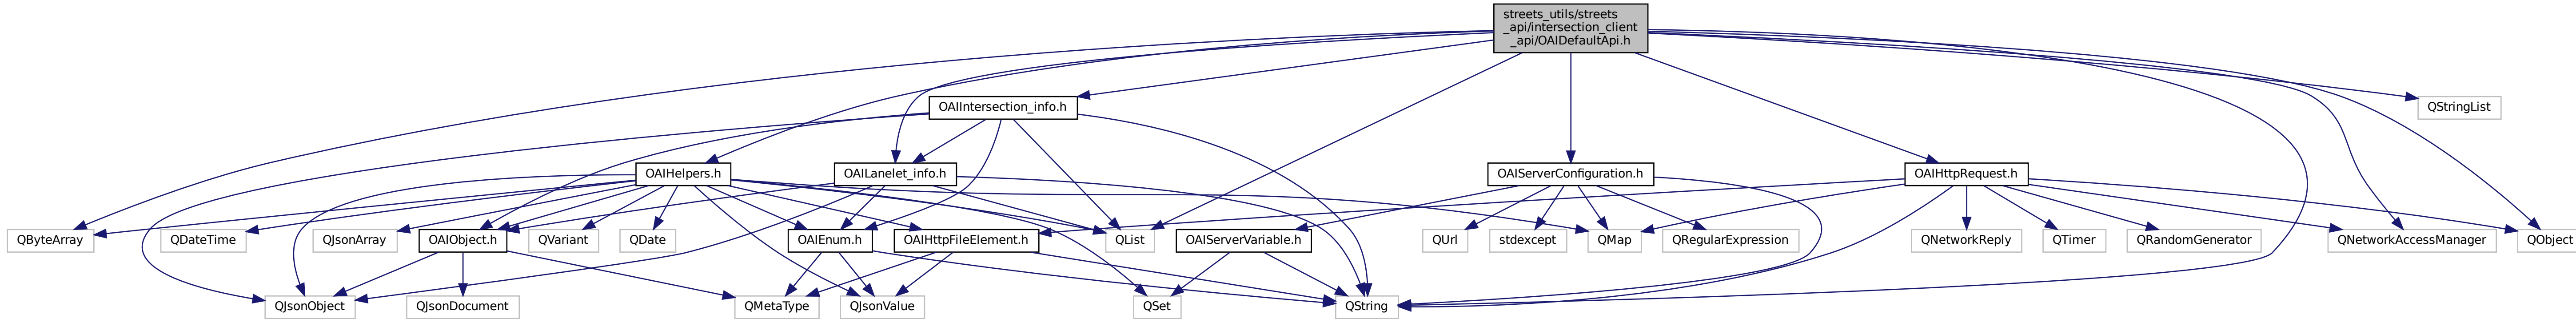 streets_utils/streets
_api/intersection_client
_api/OAIDefaultApi.h
OAIIntersection_info.h
QStringList
OAIHelpers.h
OAILanelet_info.h
OAIServerConfiguration.h
OAIHttpRequest.h
QByteArray
QDateTime
QJsonArray
OAIObject.h
QVariant
QDate
OAIEnum.h
OAIHttpFileElement.h
QList
OAIServerVariable.h
QUrl
stdexcept
QMap
QRegularExpression
QNetworkReply
QTimer
QRandomGenerator
QNetworkAccessManager
QObject
QJsonObject
QJsonDocument
QMetaType
QJsonValue
QSet
QString